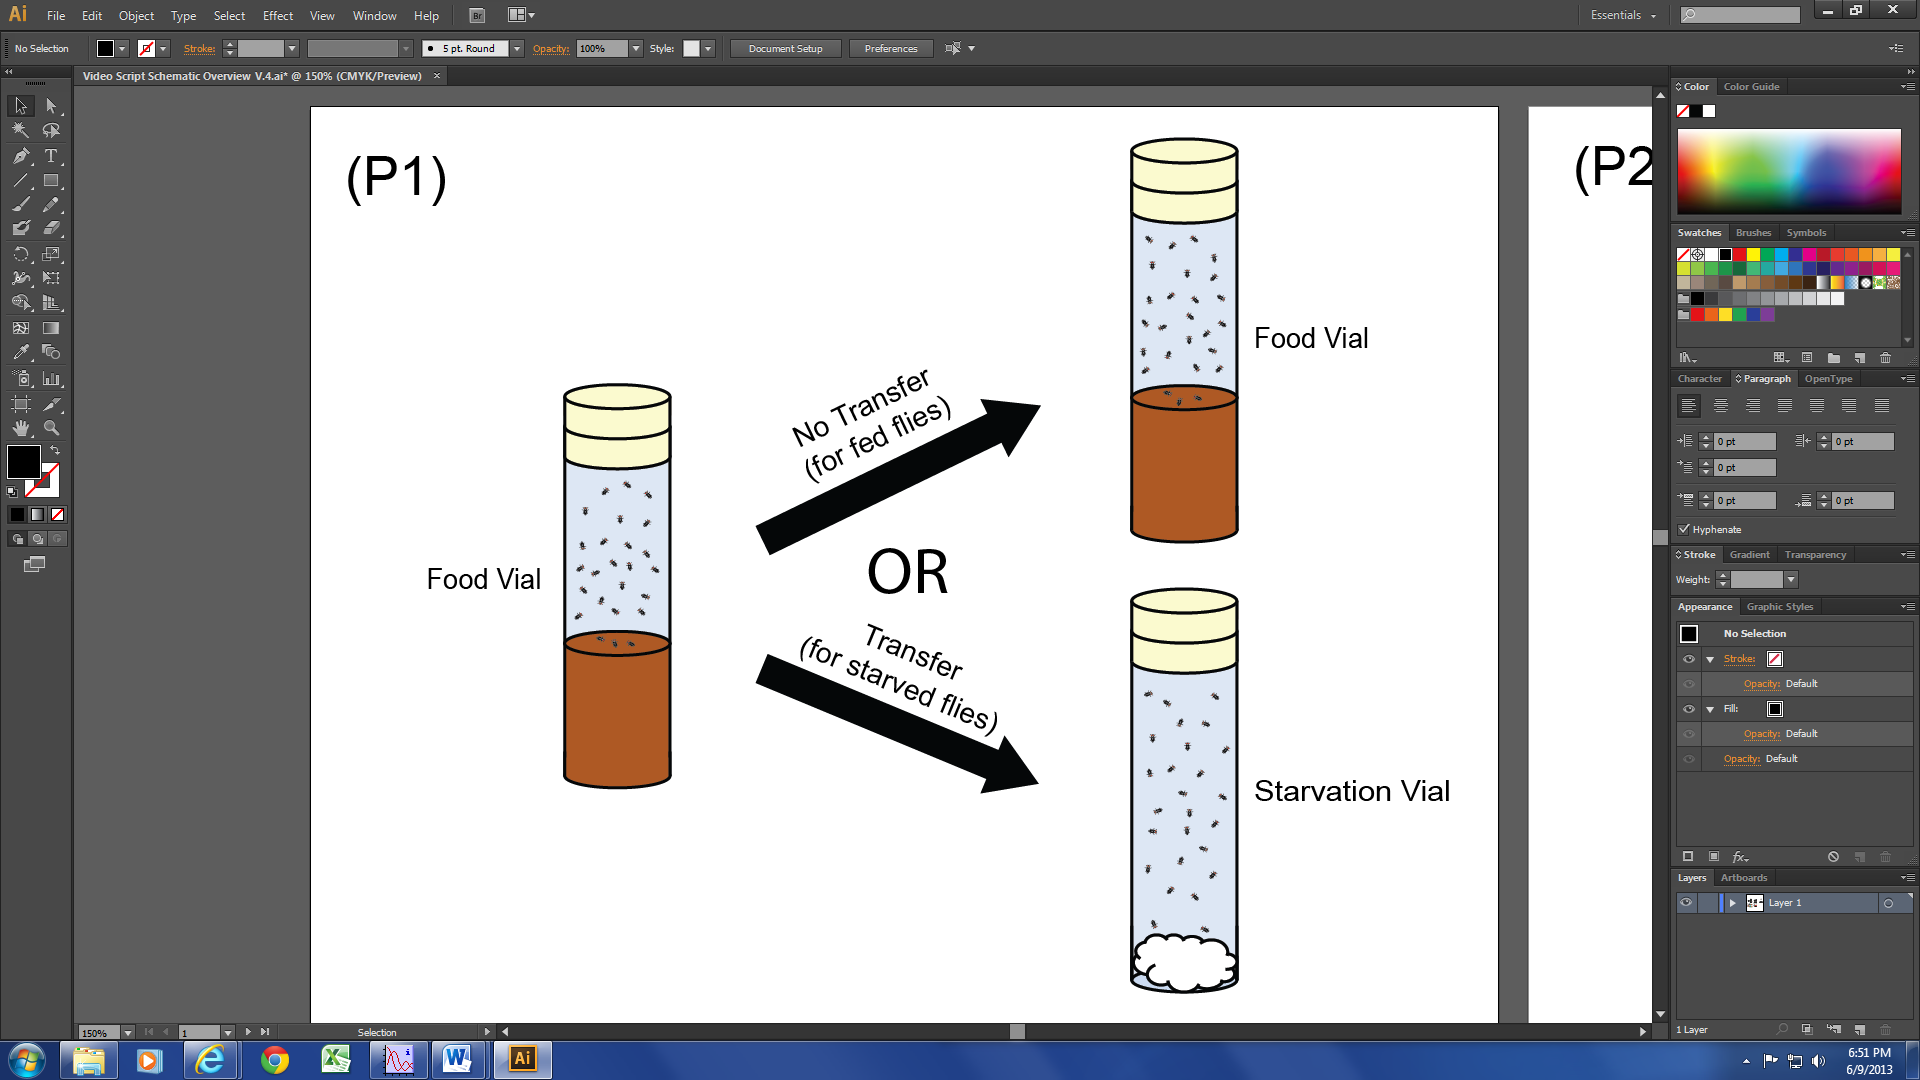 Ai File Edit Object Type Select Effect View Window Help Br Essentials
No Selection Stroke: 5 pt. Round Opacity: 100% Style: Document Setup Preferences
Video Script Schematic Overview V.4.ai* @ 150% (CMYK/Preview)
(P1)
(P2
Food Vial
No Transfer
(for fed flies)
Food Vial
OR
Transfer
(for starved flies)
Starvation Vial
Color Color Guide
Swatches Brushes Symbols
Character Paragraph OpenType
0 pt 0 pt
0 pt
0 pt 0 pt
Hyphenate
Stroke Gradient Transparency
Weight:
Appearance Graphic Styles
No Selection
Stroke:
Opacity: Default
Fill:
Opacity: Default
Opacity: Default
fx
Layers Artboards
Layer 1
1 Layer
150% 1 Selection
W Ai
6:51 PM
6/9/2013